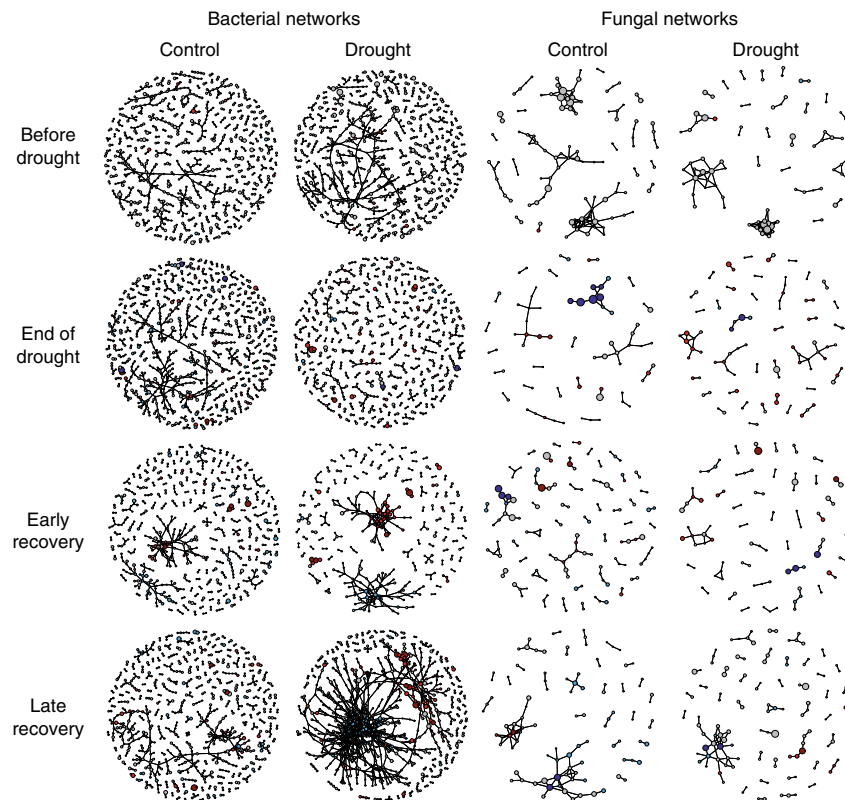 Bacterial networks
Fungal networks
Control
Drought
Control
Drought
Before
drought
End of
drought
Early
recovery
Late
recovery